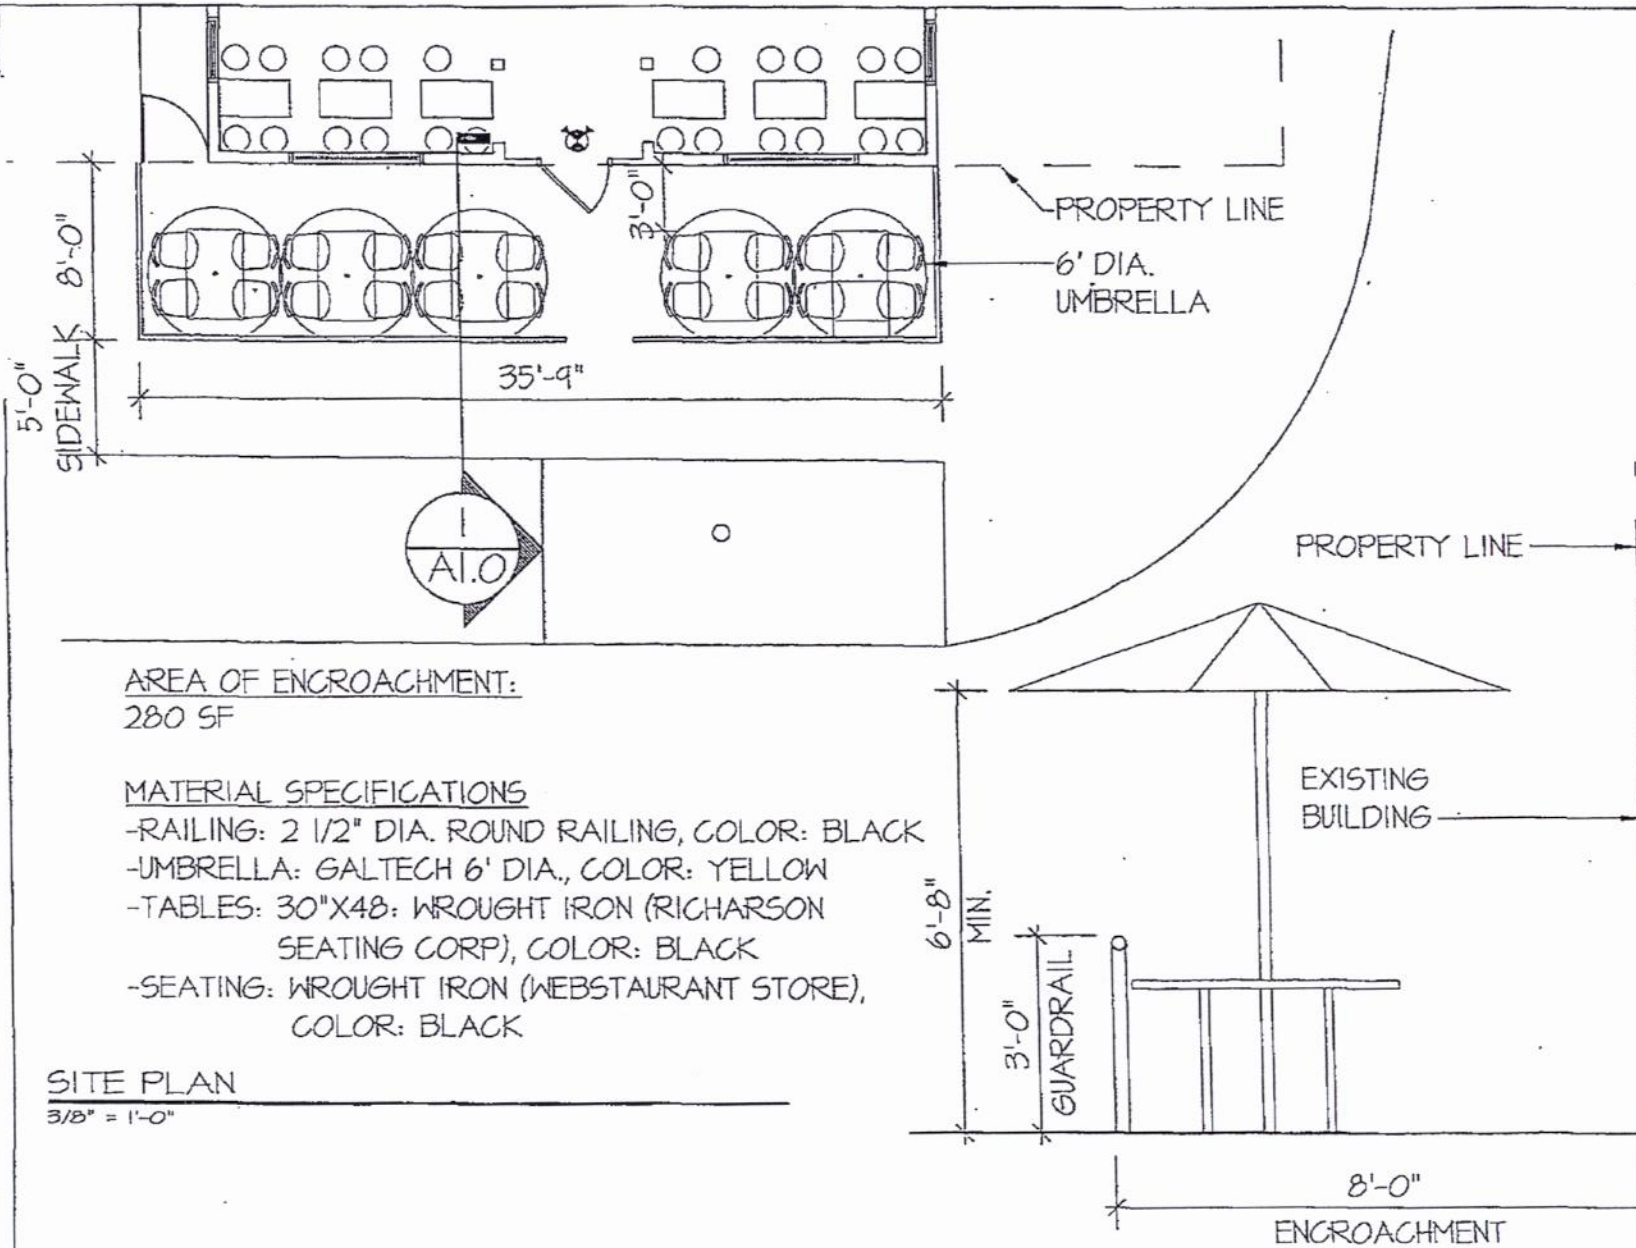 3'-0"
PROPERTY LINE
6' DIA.
UMBRELLA
8'-0"
5'-0"
SIDEWALK
35'-9"
1
A1.0
PROPERTY LINE
AREA OF ENCROACHMENT:
280 SF
MATERIAL SPECIFICATIONS
-RAILING: 2 1/2" DIA. ROUND RAILING, COLOR: BLACK
-UMBRELLA: GALTECH 6' DIA., COLOR: YELLOW
-TABLES: 30"X48: WROUGHT IRON (RICHARSON
SEATING CORP), COLOR: BLACK
-SEATING: WROUGHT IRON (WEBSTAURANT STORE),
COLOR: BLACK
SITE PLAN
3/8" = 1'-0"
EXISTING
BUILDING
6'-8"
MIN.
3'-0"
GUARDRAIL
8'-0"
ENCROACHMENT